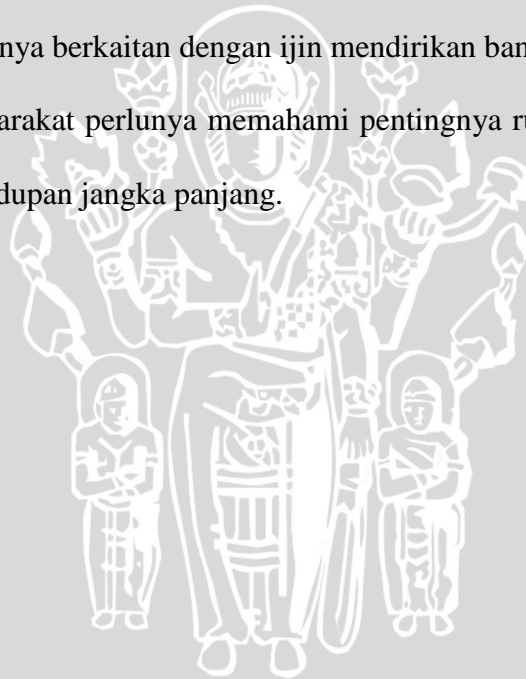 nya berkaitan dengan ijin mendirikan ban
arakat perlunya memahami pentingnya ru
dupan jangka panjang.